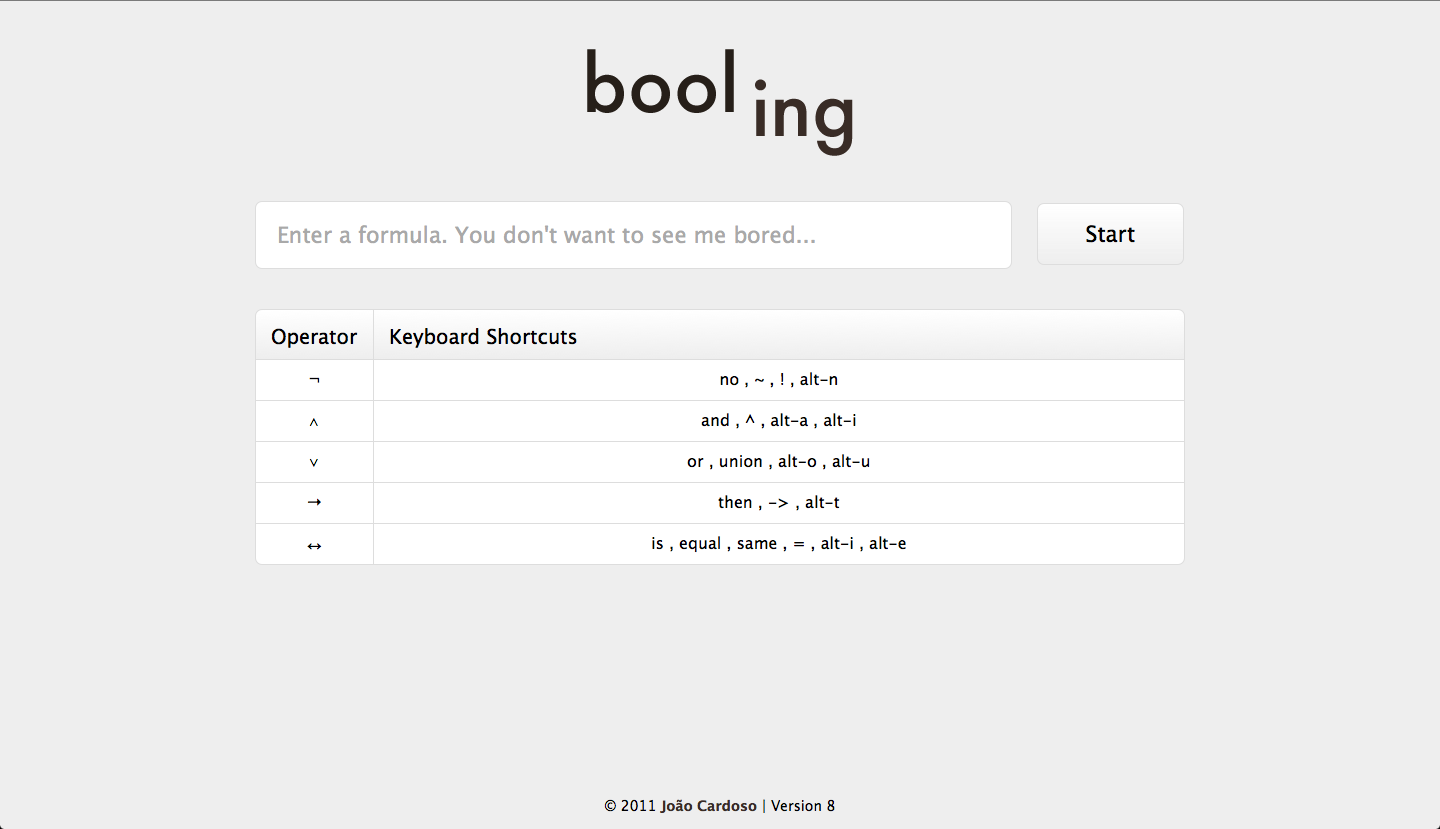 bool ing
Enter a formula. You don't want to see me bored...
Start
Operator Keyboard Shortcuts
¬ no , ~ , ! , alt-n
∧ and , ^ , alt-a , alt-i
∨ or , union , alt-o , alt-u
→ then , -> , alt-t
↔ is , equal , same , = , alt-i , alt-e
© 2011 João Cardoso | Version 8